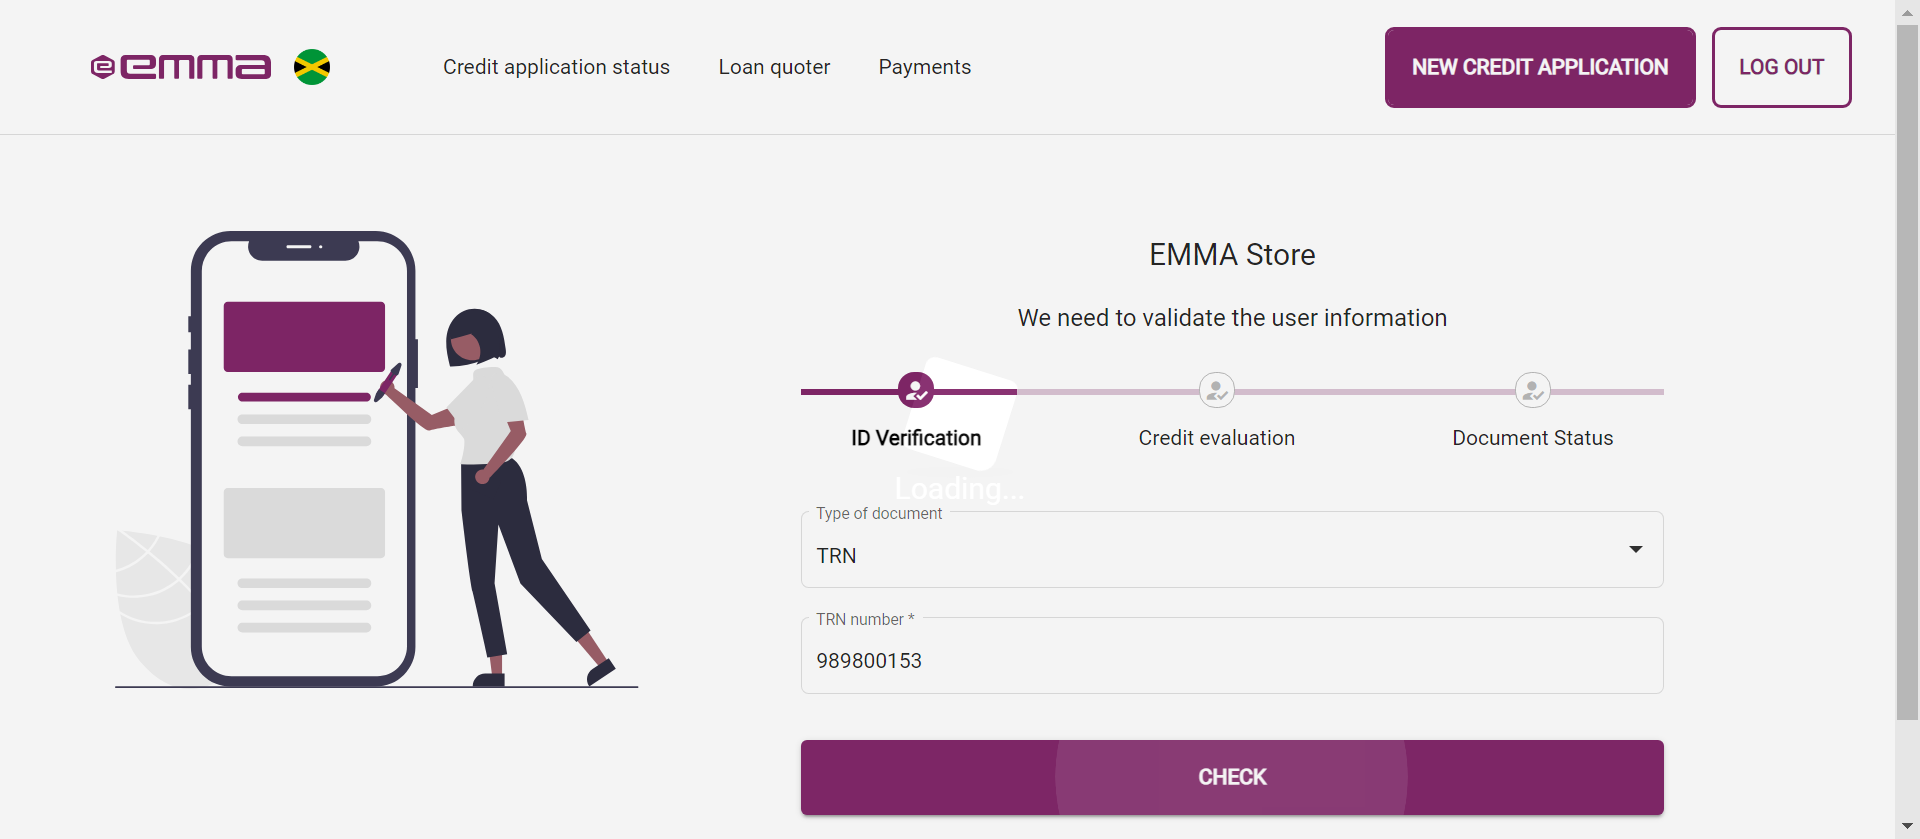 emma
Credit application status
Loan quoter
Payments
NEW CREDIT APPLICATION
LOG OUT
EMMA Store
We need to validate the user information
ID Verification
Credit evaluation
Document Status
Loading...
Type of document
TRN
TRN number *
989800153
CHECK